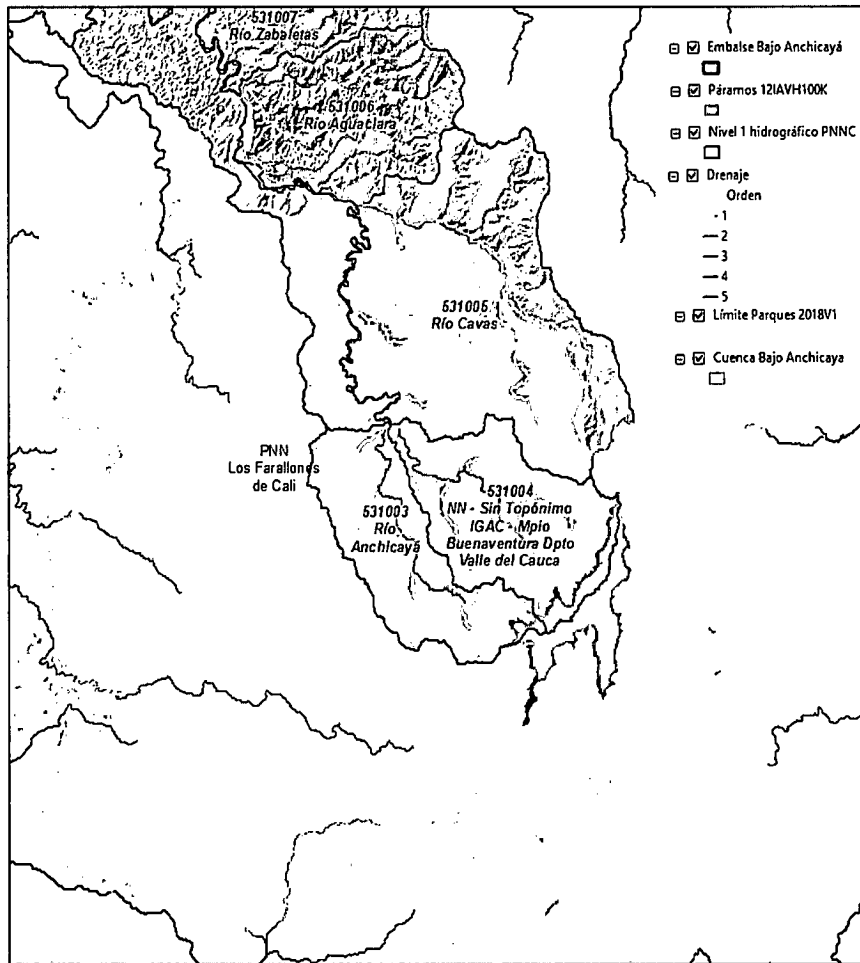 531007
Río Zabaletas
531006
Río Aguaclara
531005
Río Cavas
PNN
Los Farallones
de Cali
531003
Río
Anchicayá
531004
NN - Sin Topónimo
IGAC - Mpio
Buenaventura Dpto
Valle del Cauca
Embalse Bajo Anchicayá
Páramos 12IAVH100K
Nivel 1 hidrográfico PNNC
Drenaje
Orden
1
2
3
4
5
Límite Parques 2018V1
Cuenca Bajo Anchicaya